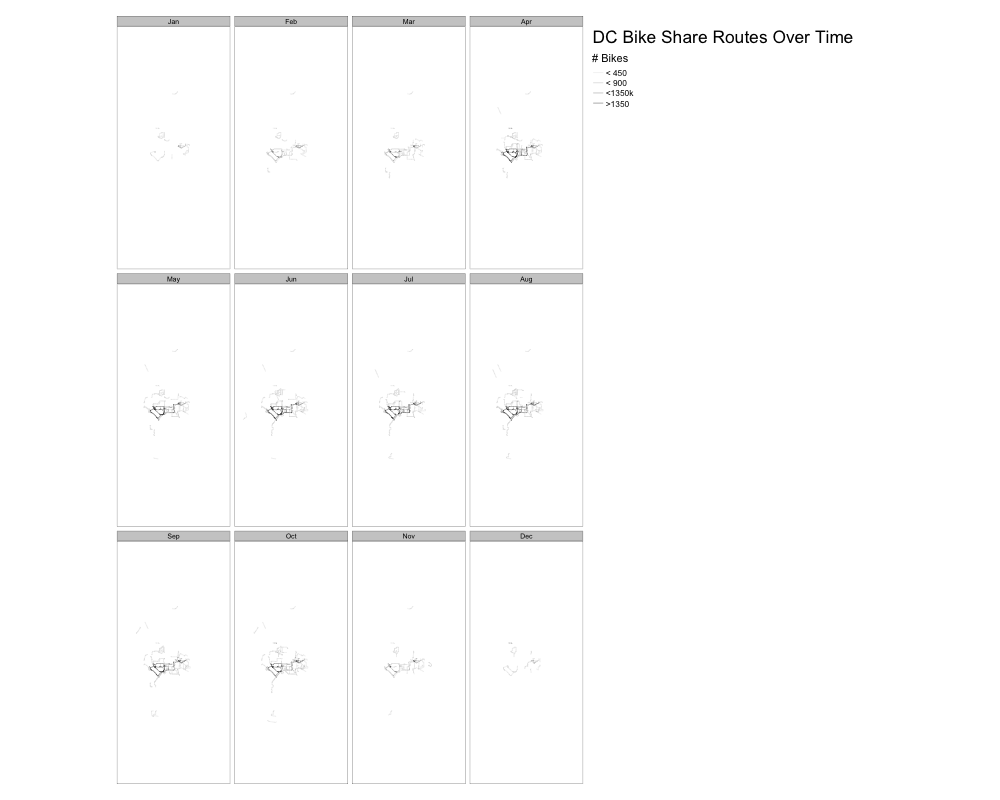 Jan Feb Mar Apr
DC Bike Share Routes Over Time
# Bikes
< 450
< 900
<1350k
>1350
May Jun Jul Aug
Sep Oct Nov Dec